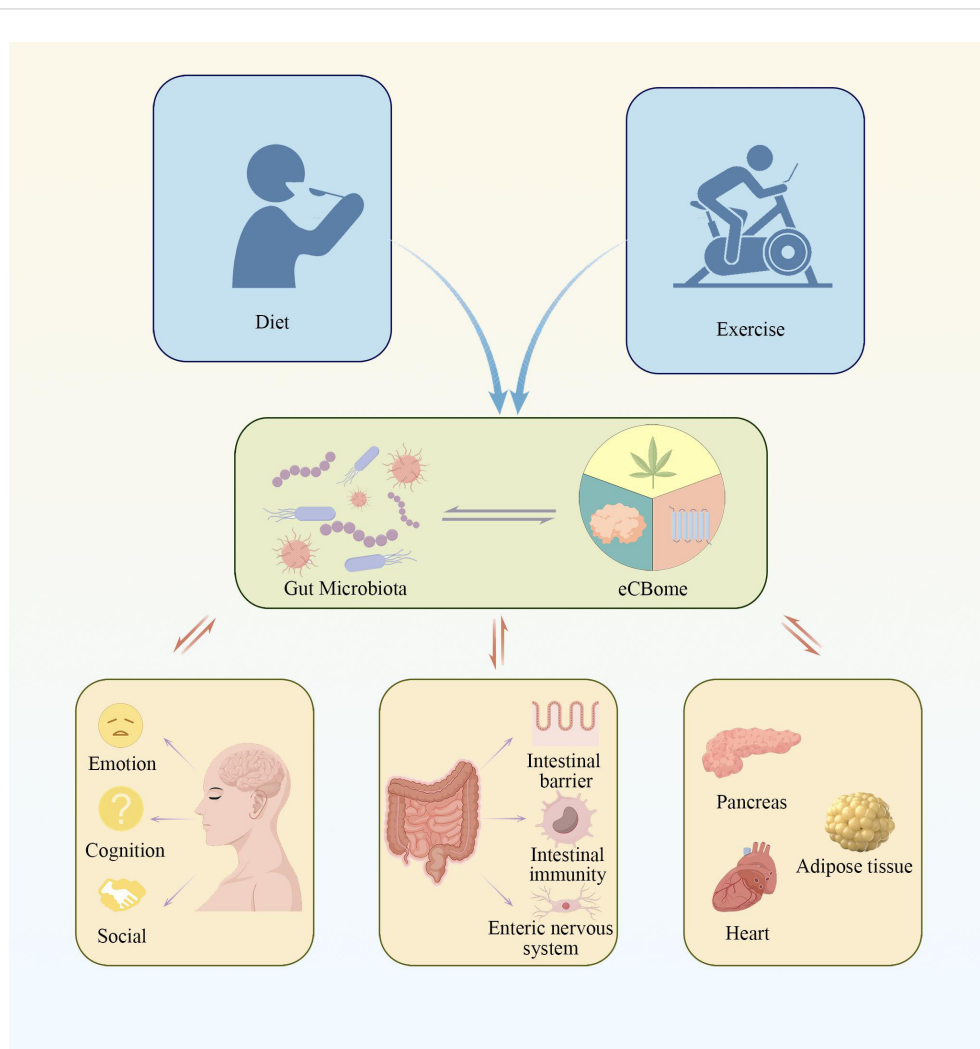 Diet
Exercise
Gut Microbiota
eCBome
Emotion
Cognition
Social
Intestinal
barrier
Intestinal
immunity
Enteric nervous
system
Pancreas
Adipose tissue
Heart
?